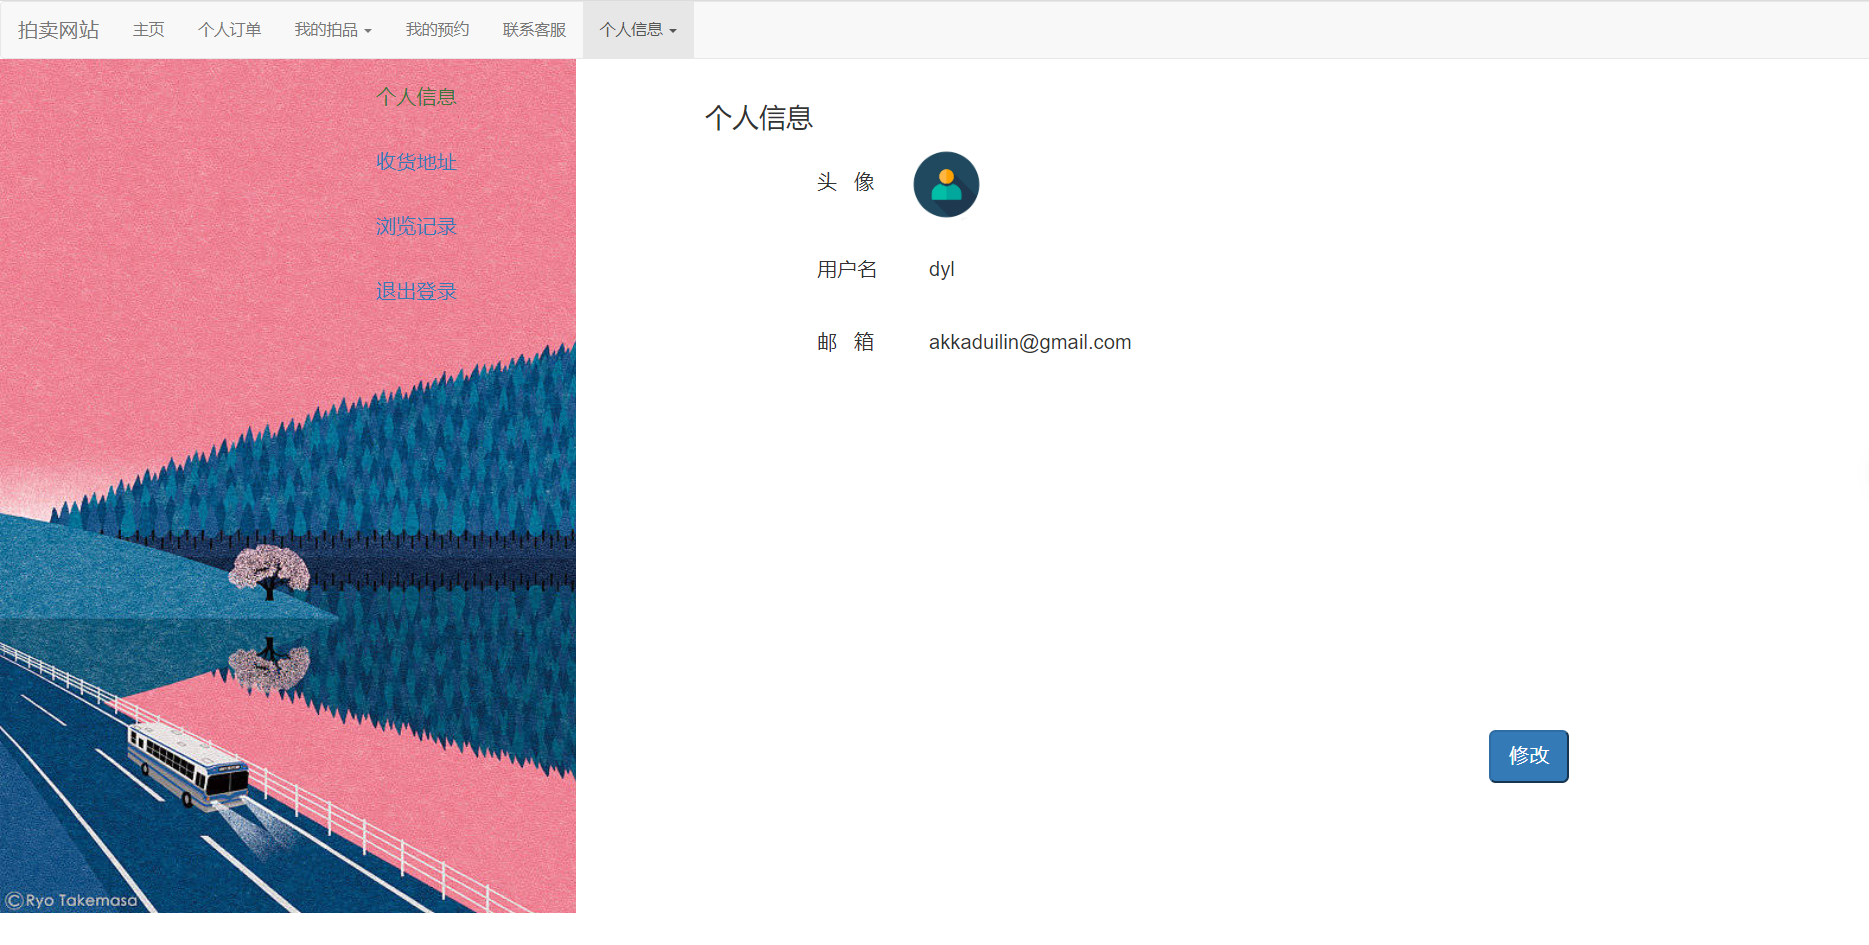 拍卖网站 主页 个人订单 我的拍品 我的预约 联系客服 个人信息
个人信息
收货地址
浏览记录
退出登录
©Ryo Takemasa
个人信息
头 像
用户名 dyl
邮 箱 akkaduilin@gmail.com
修改